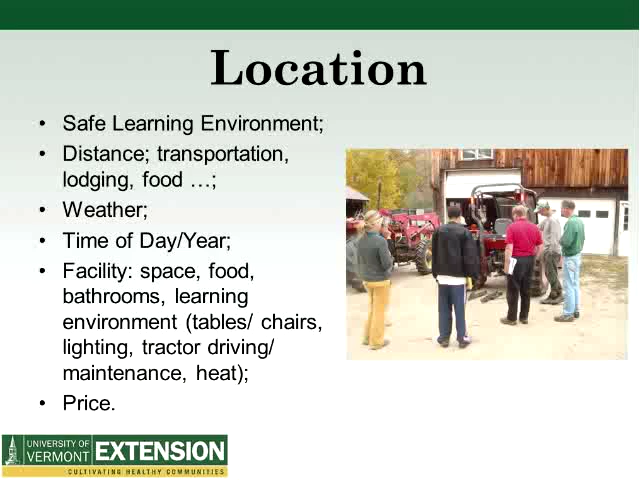 Location
• Safe Learning Environment;
• Distance; transportation,
lodging, food …;
• Weather;
• Time of Day/Year;
• Facility: space, food,
bathrooms, learning
environment (tables/ chairs,
lighting, tractor driving/
maintenance, heat);
• Price.
UNIVERSITY OF
VERMONT EXTENSION
CULTIVATING HEALTHY COMMUNITIES